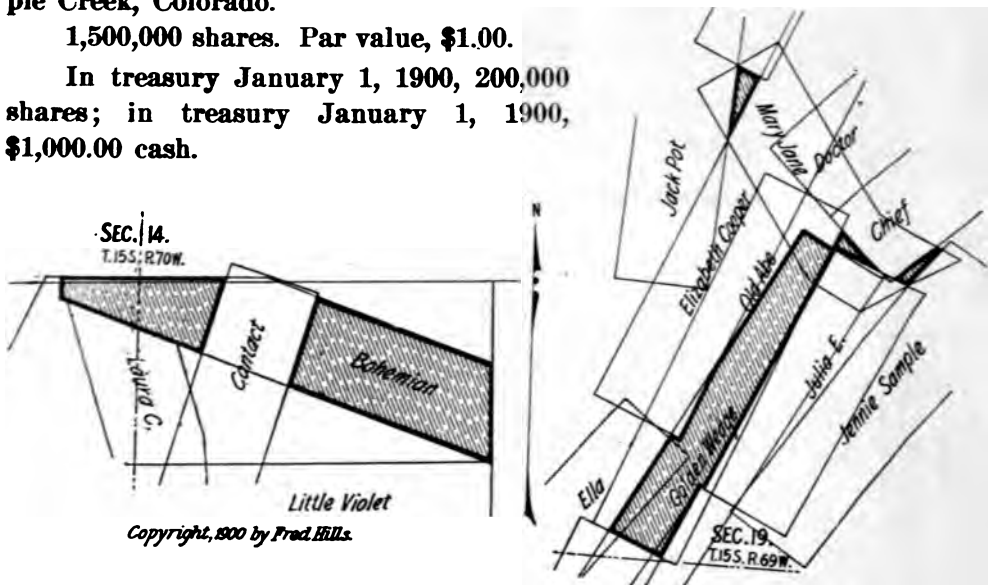 ple Creek, Colorado.
1,500,000 shares. Par value, $1.00.
In treasury January 1, 1900, 200,000
shares; in treasury January 1, 1900,
$1,000.00 cash.
SEC. 14.
T.15S. R.70W.
Laura C.
Contact
Bohemian
Little Violet
Copyright, 1900 by Fred. Hills.
N
Jack Pot
Mary Jane
Doctor
Chief
Elizabeth Cooper
Old Abe
Golden Wedge
Julia E.
Jennie Sample
Ella
SEC. 19.
T.15S. R.69W.